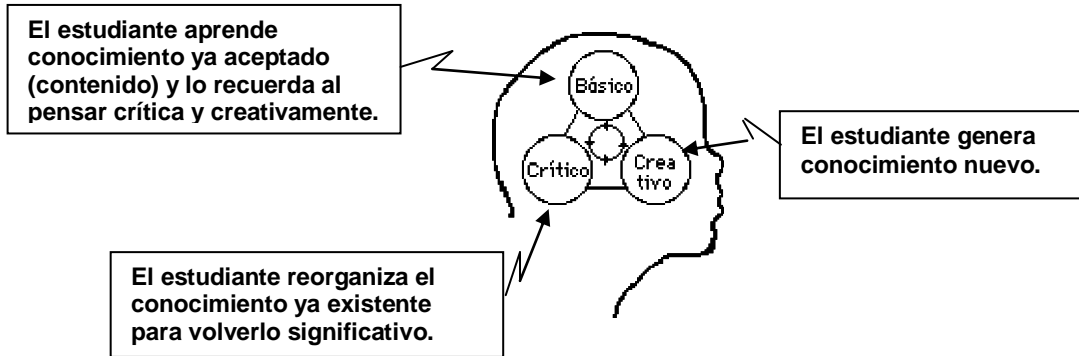 El estudiante aprende
conocimiento ya aceptado
(contenido) y lo recuerda al
pensar crítica y creativamente.
Básico
Crítico
Crea
tivo
El estudiante genera
conocimiento nuevo.
El estudiante reorganiza el
conocimiento ya existente
para volverlo significativo.